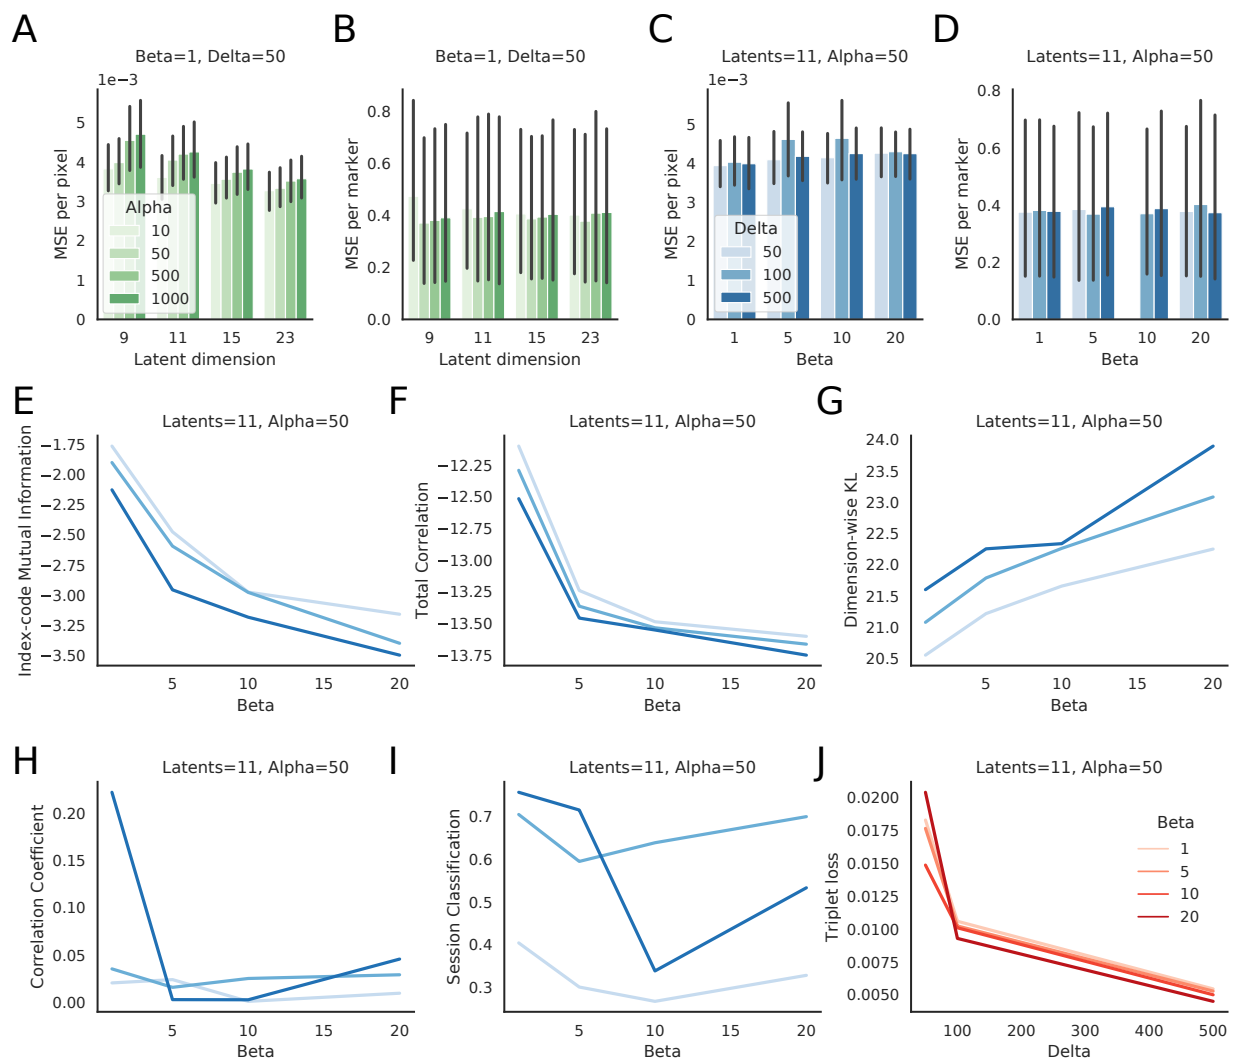 A
Beta=1, Delta=50
1e−3
MSE per pixel
5
4
3
2
1
0
Alpha
10
50
500
1000
9 11 15 23
Latent dimension
B
Beta=1, Delta=50
MSE per marker
0.8
0.6
0.4
0.2
0.0
9 11 15 23
Latent dimension
C
Latents=11, Alpha=50
1e−3
MSE per pixel
5
4
3
2
1
0
Delta
50
100
500
1 5 10 20
Beta
D
Latents=11, Alpha=50
MSE per marker
0.8
0.6
0.4
0.2
0.0
1 5 10 20
Beta
E
Latents=11, Alpha=50
Index-code Mutual Information
−1.75
−2.00
−2.25
−2.50
−2.75
−3.00
−3.25
−3.50
5 10 15 20
Beta
F
Latents=11, Alpha=50
Total Correlation
−12.25
−12.50
−12.75
−13.00
−13.25
−13.50
−13.75
5 10 15 20
Beta
G
Latents=11, Alpha=50
Dimension-wise KL
24.0
23.5
23.0
22.5
22.0
21.5
21.0
20.5
5 10 15 20
Beta
H
Latents=11, Alpha=50
Correlation Coefficient
0.20
0.15
0.10
0.05
0.00
5 10 15 20
Beta
I
Latents=11, Alpha=50
Session Classification
0.7
0.6
0.5
0.4
0.3
5 10 15 20
Beta
J
Latents=11, Alpha=50
Triplet loss
0.0200
0.0175
0.0150
0.0125
0.0100
0.0075
0.0050
Beta
1
5
10
20
100 200 300 400 500
Delta